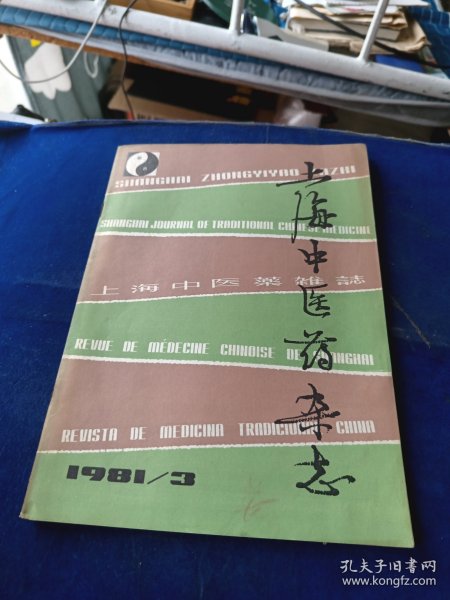 SHANGHAI ZHONGYIYAO ZAZHI
SHANGHAI JOURNAL OF TRADITIONAL CHINESE MEDICINE
上海中医薬雑誌
REVUE DE MÉDECINE CHINOISE DE SHANGHAI
REVISTA DE MEDICINA TRADICIONAL CHINA
1981/3
上海中医药杂志
孔夫子旧书网
www.kongfz.com